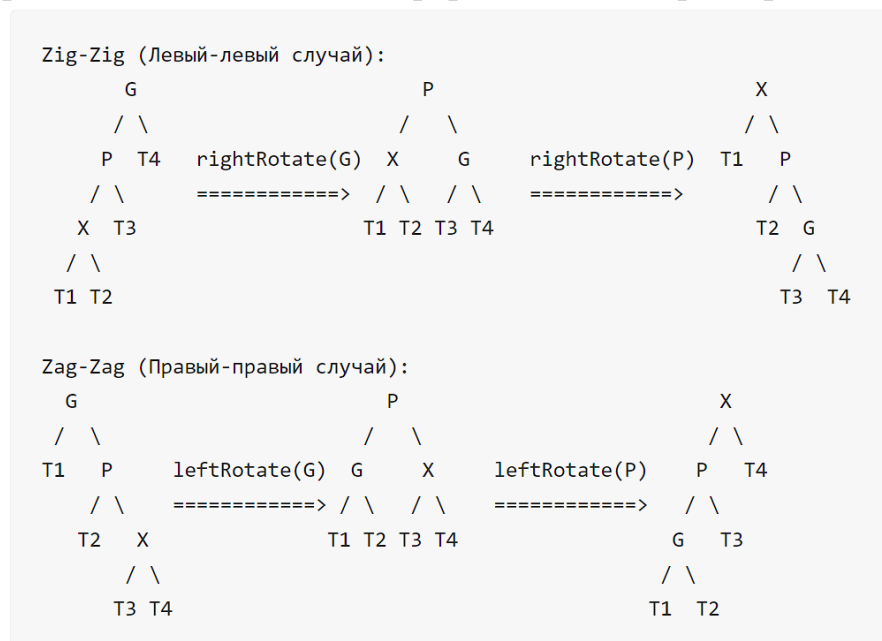 Zig-Zig (Левый-левый случай):
G P X
/ \ / \ / \
P T4 rightRotate(G) X G rightRotate(P) T1 P
/ \ ============> / \ / \ ============> / \
X T3 T1 T2 T3 T4 T2 G
/ \ / \
T1 T2 T3 T4
Zag-Zag (Правый-правый случай):
G P X
/ \ / \ / \
T1 P leftRotate(G) G X leftRotate(P) P T4
/ \ ============> / \ / \ ============> / \
T2 X T1 T2 T3 T4 G T3
/ \ / \
T3 T4 T1 T2